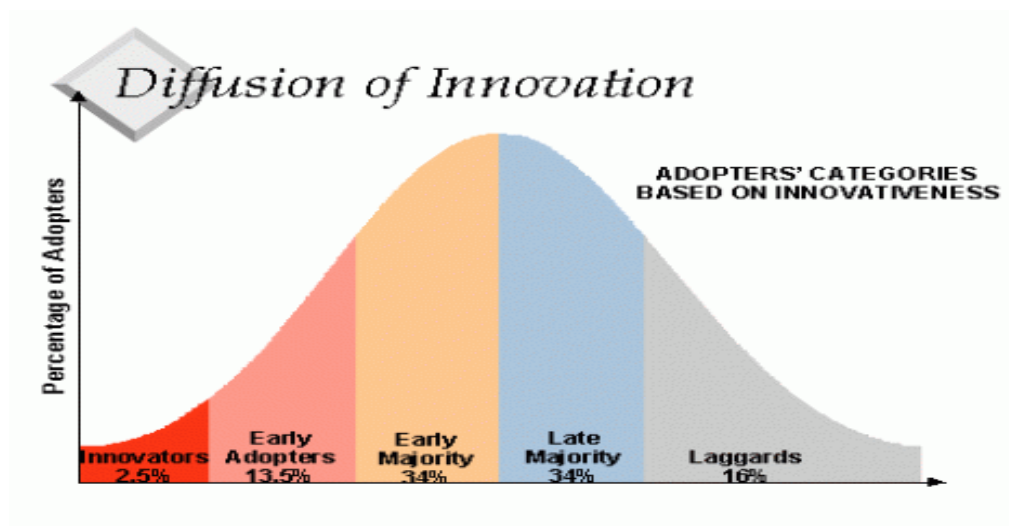 Diffusion of Innovation
ADOPTERS' CATEGORIES
BASED ON INNOVATIVENESS
Percentage of Adopters
Innovators
2.5%
Early
Adopters
13.5%
Early
Majority
34%
Late
Majority
34%
Laggards
16%